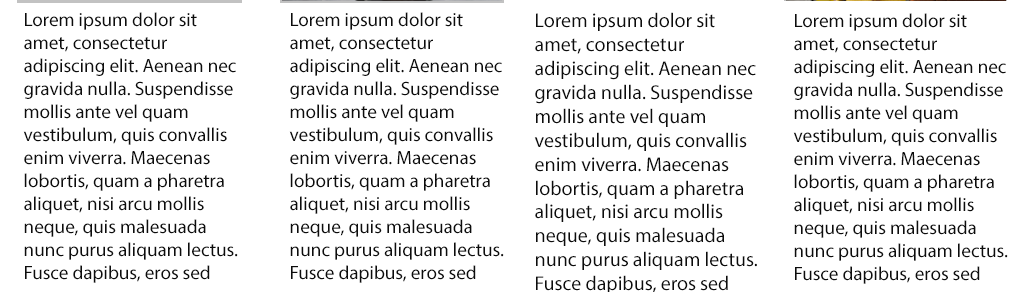 Lorem ipsum dolor sit
amet, consectetur
adipiscing elit. Aenean nec
gravida nulla. Suspendisse
mollis ante vel quam
vestibulum, quis convallis
enim viverra. Maecenas
lobortis, quam a pharetra
aliquet, nisi arcu mollis
neque, quis malesuada
nunc purus aliquam lectus.
Fusce dapibus, eros sed
Lorem ipsum dolor sit
amet, consectetur
adipiscing elit. Aenean nec
gravida nulla. Suspendisse
mollis ante vel quam
vestibulum, quis convallis
enim viverra. Maecenas
lobortis, quam a pharetra
aliquet, nisi arcu mollis
neque, quis malesuada
nunc purus aliquam lectus.
Fusce dapibus, eros sed
Lorem ipsum dolor sit
amet, consectetur
adipiscing elit. Aenean nec
gravida nulla. Suspendisse
mollis ante vel quam
vestibulum, quis convallis
enim viverra. Maecenas
lobortis, quam a pharetra
aliquet, nisi arcu mollis
neque, quis malesuada
nunc purus aliquam lectus.
Fusce dapibus, eros sed
Lorem ipsum dolor sit
amet, consectetur
adipiscing elit. Aenean nec
gravida nulla. Suspendisse
mollis ante vel quam
vestibulum, quis convallis
enim viverra. Maecenas
lobortis, quam a pharetra
aliquet, nisi arcu mollis
neque, quis malesuada
nunc purus aliquam lectus.
Fusce dapibus, eros sed